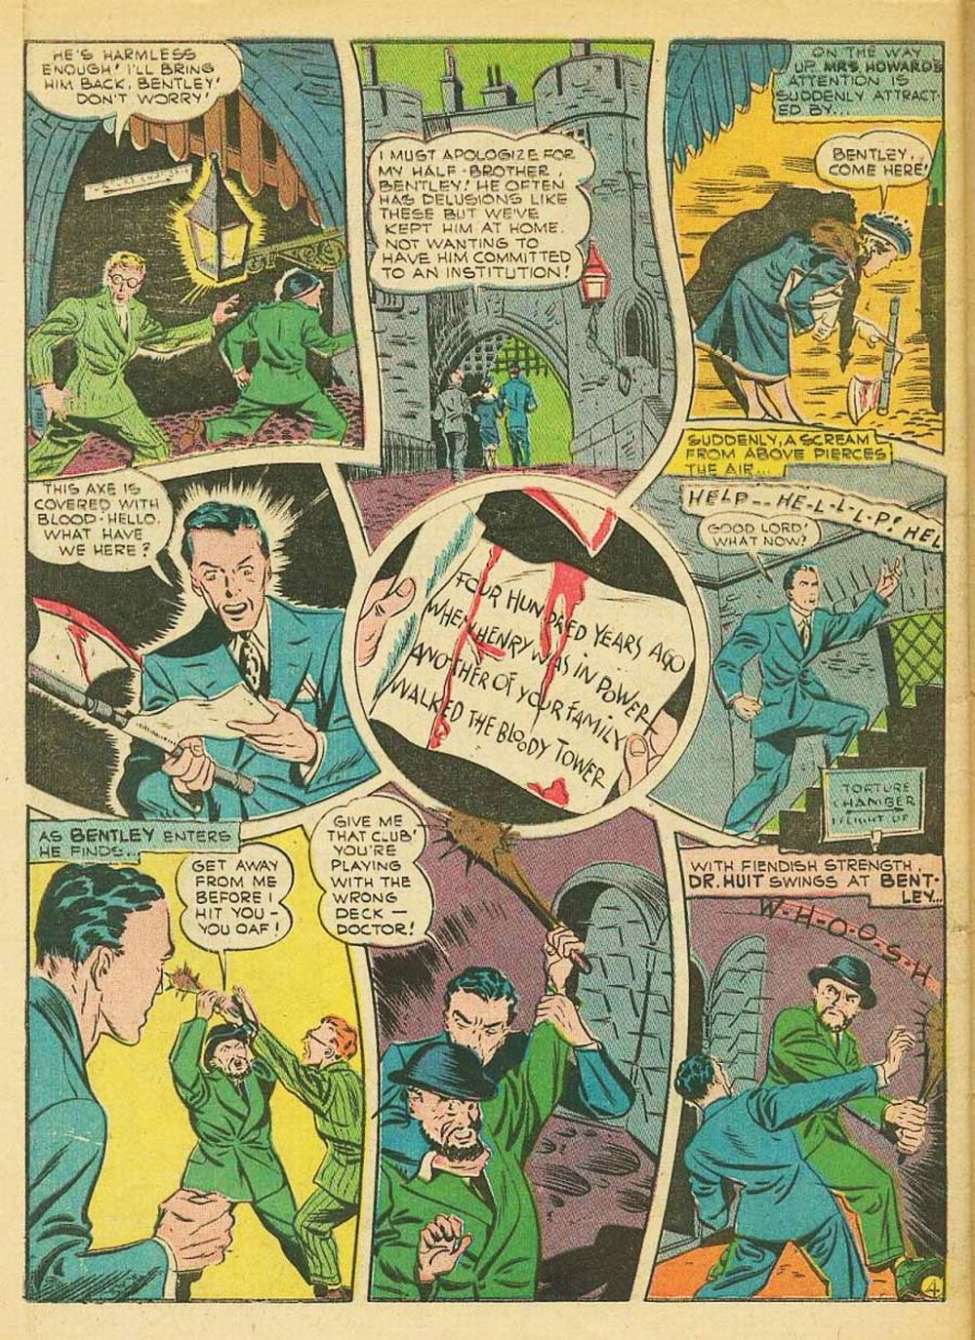 HE'S HARMLESS
ENOUGH! I'LL BRING
HIM BACK, BENTLEY!
DON'T WORRY!
I MUST APOLOGIZE FOR
MY HALF-BROTHER,
BENTLEY! HE OFTEN
HAS DELUSIONS LIKE
THESE BUT WE'VE
KEPT HIM AT HOME.
NOT WANTING TO
HAVE HIM COMMITTED
TO AN INSTITUTION!
ON THE WAY
UP MRS. HOWARD'S
ATTENTION IS
SUDDENLY ATTRACT-
ED BY...
BENTLEY..
COME HERE!
THIS AXE IS
COVERED WITH
BLOOD-HELLO.
WHAT HAVE
WE HERE?
FOUR HUNDRED YEARS AGO
WHEN HENRY WAS IN POWER
ANOTHER OF YOUR FAMILY
WALKED THE BLOODY TOWER
SUDDENLY, A SCREAM
FROM ABOVE PIERCES
THE AIR...
HELP--HE-L-L-L-P! HEL
GOOD LORD!
WHAT NOW?
TORTURE
CHAMBER
1 FLIGHT UP
AS BENTLEY ENTERS
HE FINDS...
GET AWAY
FROM ME
BEFORE I
HIT YOU-
YOU OAF!
GIVE ME
THAT CLUB!
YOU'RE
PLAYING
WITH THE
WRONG
DECK-
DOCTOR!
WITH FIENDISH STRENGTH,
DR. HUIT SWINGS AT BENT-
LEY...
W-H-O-O-S-H
4